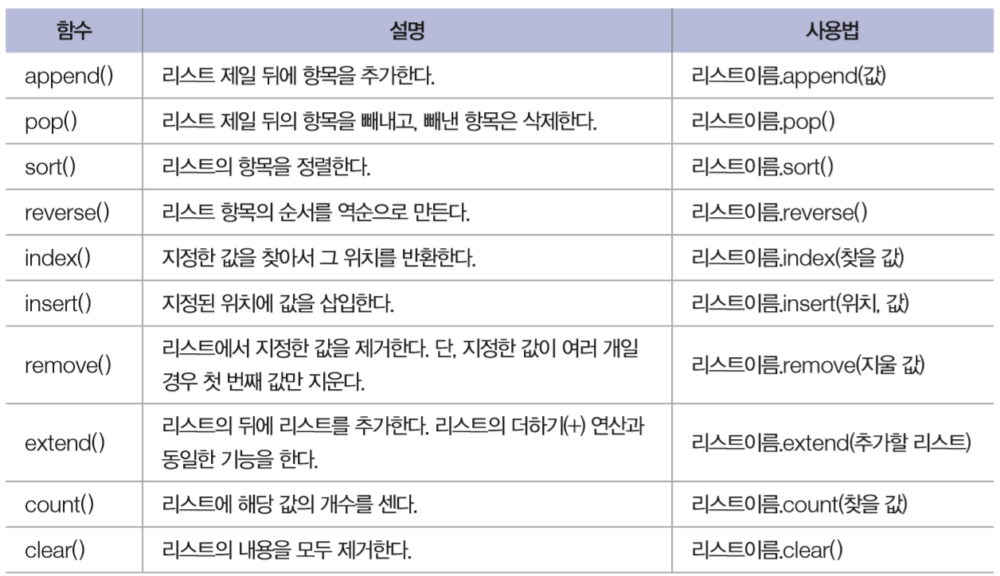 함수 설명 사용법
append() 리스트 제일 뒤에 항목을 추가한다. 리스트이름.append(값)
pop() 리스트 제일 뒤의 항목을 빼내고, 빼낸 항목은 삭제한다. 리스트이름.pop()
sort() 리스트의 항목을 정렬한다. 리스트이름.sort()
reverse() 리스트 항목의 순서를 역순으로 만든다. 리스트이름.reverse()
index() 지정한 값을 찾아서 그 위치를 반환한다. 리스트이름.index(찾을 값)
insert() 지정된 위치에 값을 삽입한다. 리스트이름.insert(위치, 값)
remove() 리스트에서 지정한 값을 제거한다. 단, 지정한 값이 여러 개일
경우 첫 번째 값만 지운다. 리스트이름.remove(지울 값)
extend() 리스트의 뒤에 리스트를 추가한다. 리스트의 더하기(+) 연산과
동일한 기능을 한다. 리스트이름.extend(추가할 리스트)
count() 리스트에 해당 값의 개수를 센다. 리스트이름.count(찾을 값)
clear() 리스트의 내용을 모두 제거한다. 리스트이름.clear()